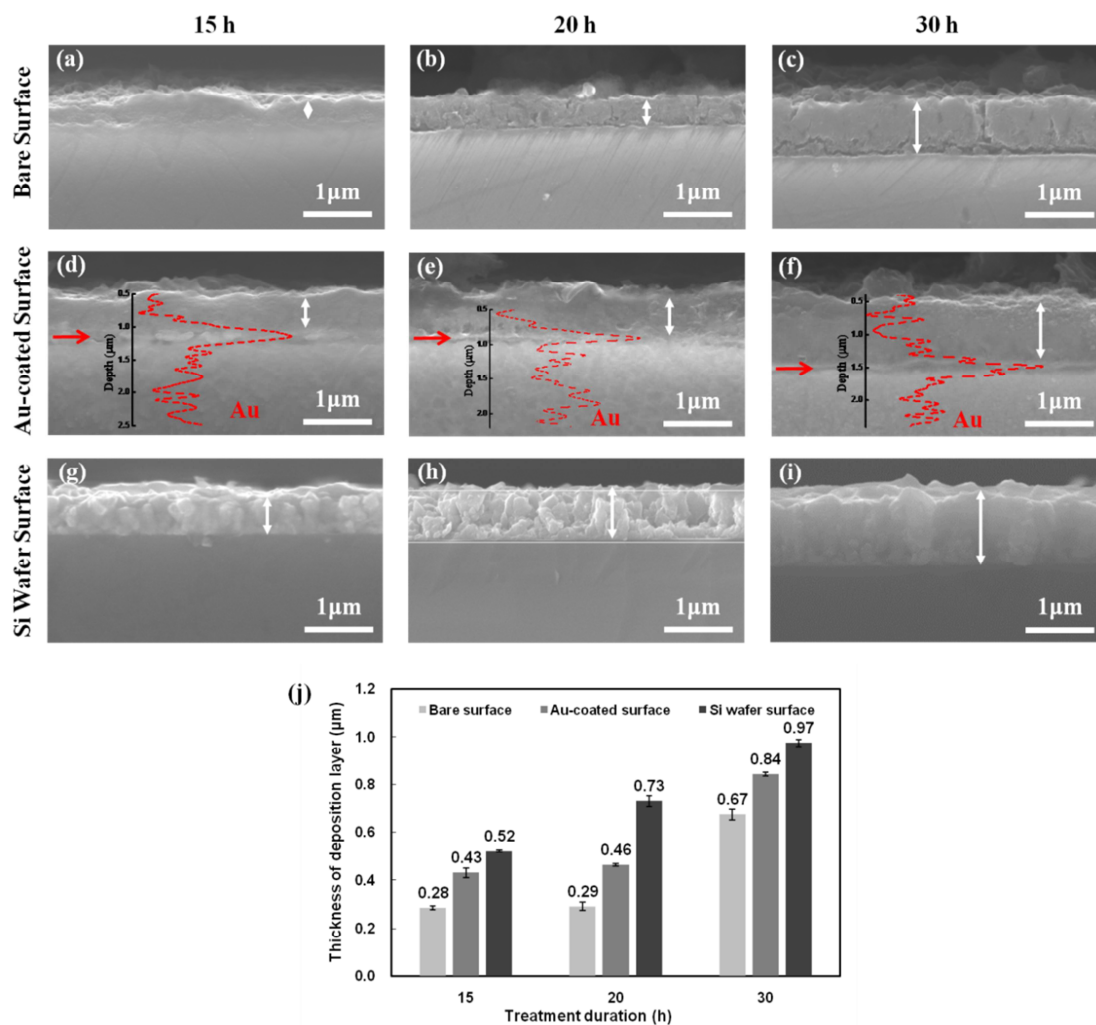 15 h 20 h 30 h
Bare Surface
(a) (b) (c)
1μm 1μm 1μm
Au-coated Surface
(d) (e) (f)
0.5
1.0
1.5
2.0
2.5
Depth (μm)
Au
1μm
0.5
1.0
1.5
2.0
Depth (μm)
Au
1μm
0.5
1.0
1.5
2.0
Depth (μm)
Au
1μm
Si Wafer Surface
(g) (h) (i)
1μm 1μm 1μm
(j)
Thickness of deposition layer (μm)
1.2
1.0
0.8
0.6
0.4
0.2
0.0
Bare surface Au-coated surface Si wafer surface
0.28 0.43 0.52
0.29 0.46 0.73
0.67 0.84 0.97
15 20 30
Treatment duration (h)